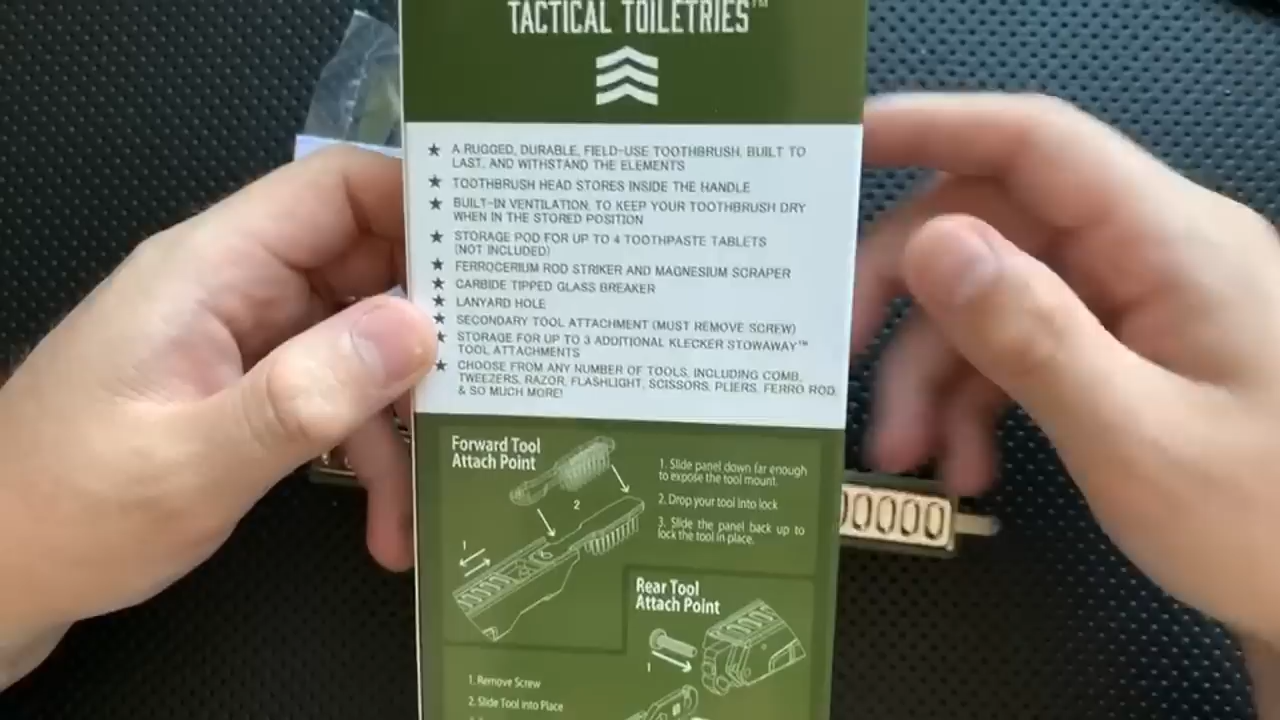 TACTICAL TOILETRIES™
★ A RUGGED, DURABLE, FIELD-USE TOOTHBRUSH, BUILT TO
LAST, AND WITHSTAND THE ELEMENTS
★ TOOTHBRUSH HEAD STORES INSIDE THE HANDLE
★ BUILT-IN VENTILATION, TO KEEP YOUR TOOTHBRUSH DRY
WHEN IN THE STORED POSITION
★ STORAGE POD FOR UP TO 4 TOOTHPASTE TABLETS
(NOT INCLUDED)
★ FERROCERIUM ROD STRIKER AND MAGNESIUM SCRAPER
★ CARBIDE TIPPED GLASS BREAKER
★ LANYARD HOLE
★ SECONDARY TOOL ATTACHMENT (MUST REMOVE SCREW)
★ STORAGE FOR UP TO 3 ADDITIONAL KLECKER STOWAWAY™
TOOL ATTACHMENTS
★ CHOOSE FROM ANY NUMBER OF TOOLS, INCLUDING COMB,
TWEEZERS, RAZOR, FLASHLIGHT, SCISSORS, PLIERS, FERRO ROD,
& SO MUCH MORE!
Forward Tool
Attach Point
1. Slide panel down far enough
to expose the tool mount.
2. Drop your tool into lock
3. Slide the panel back up to
lock the tool in place.
2
1
Rear Tool
Attach Point
1
1. Remove Screw
2. Slide Tool into Place